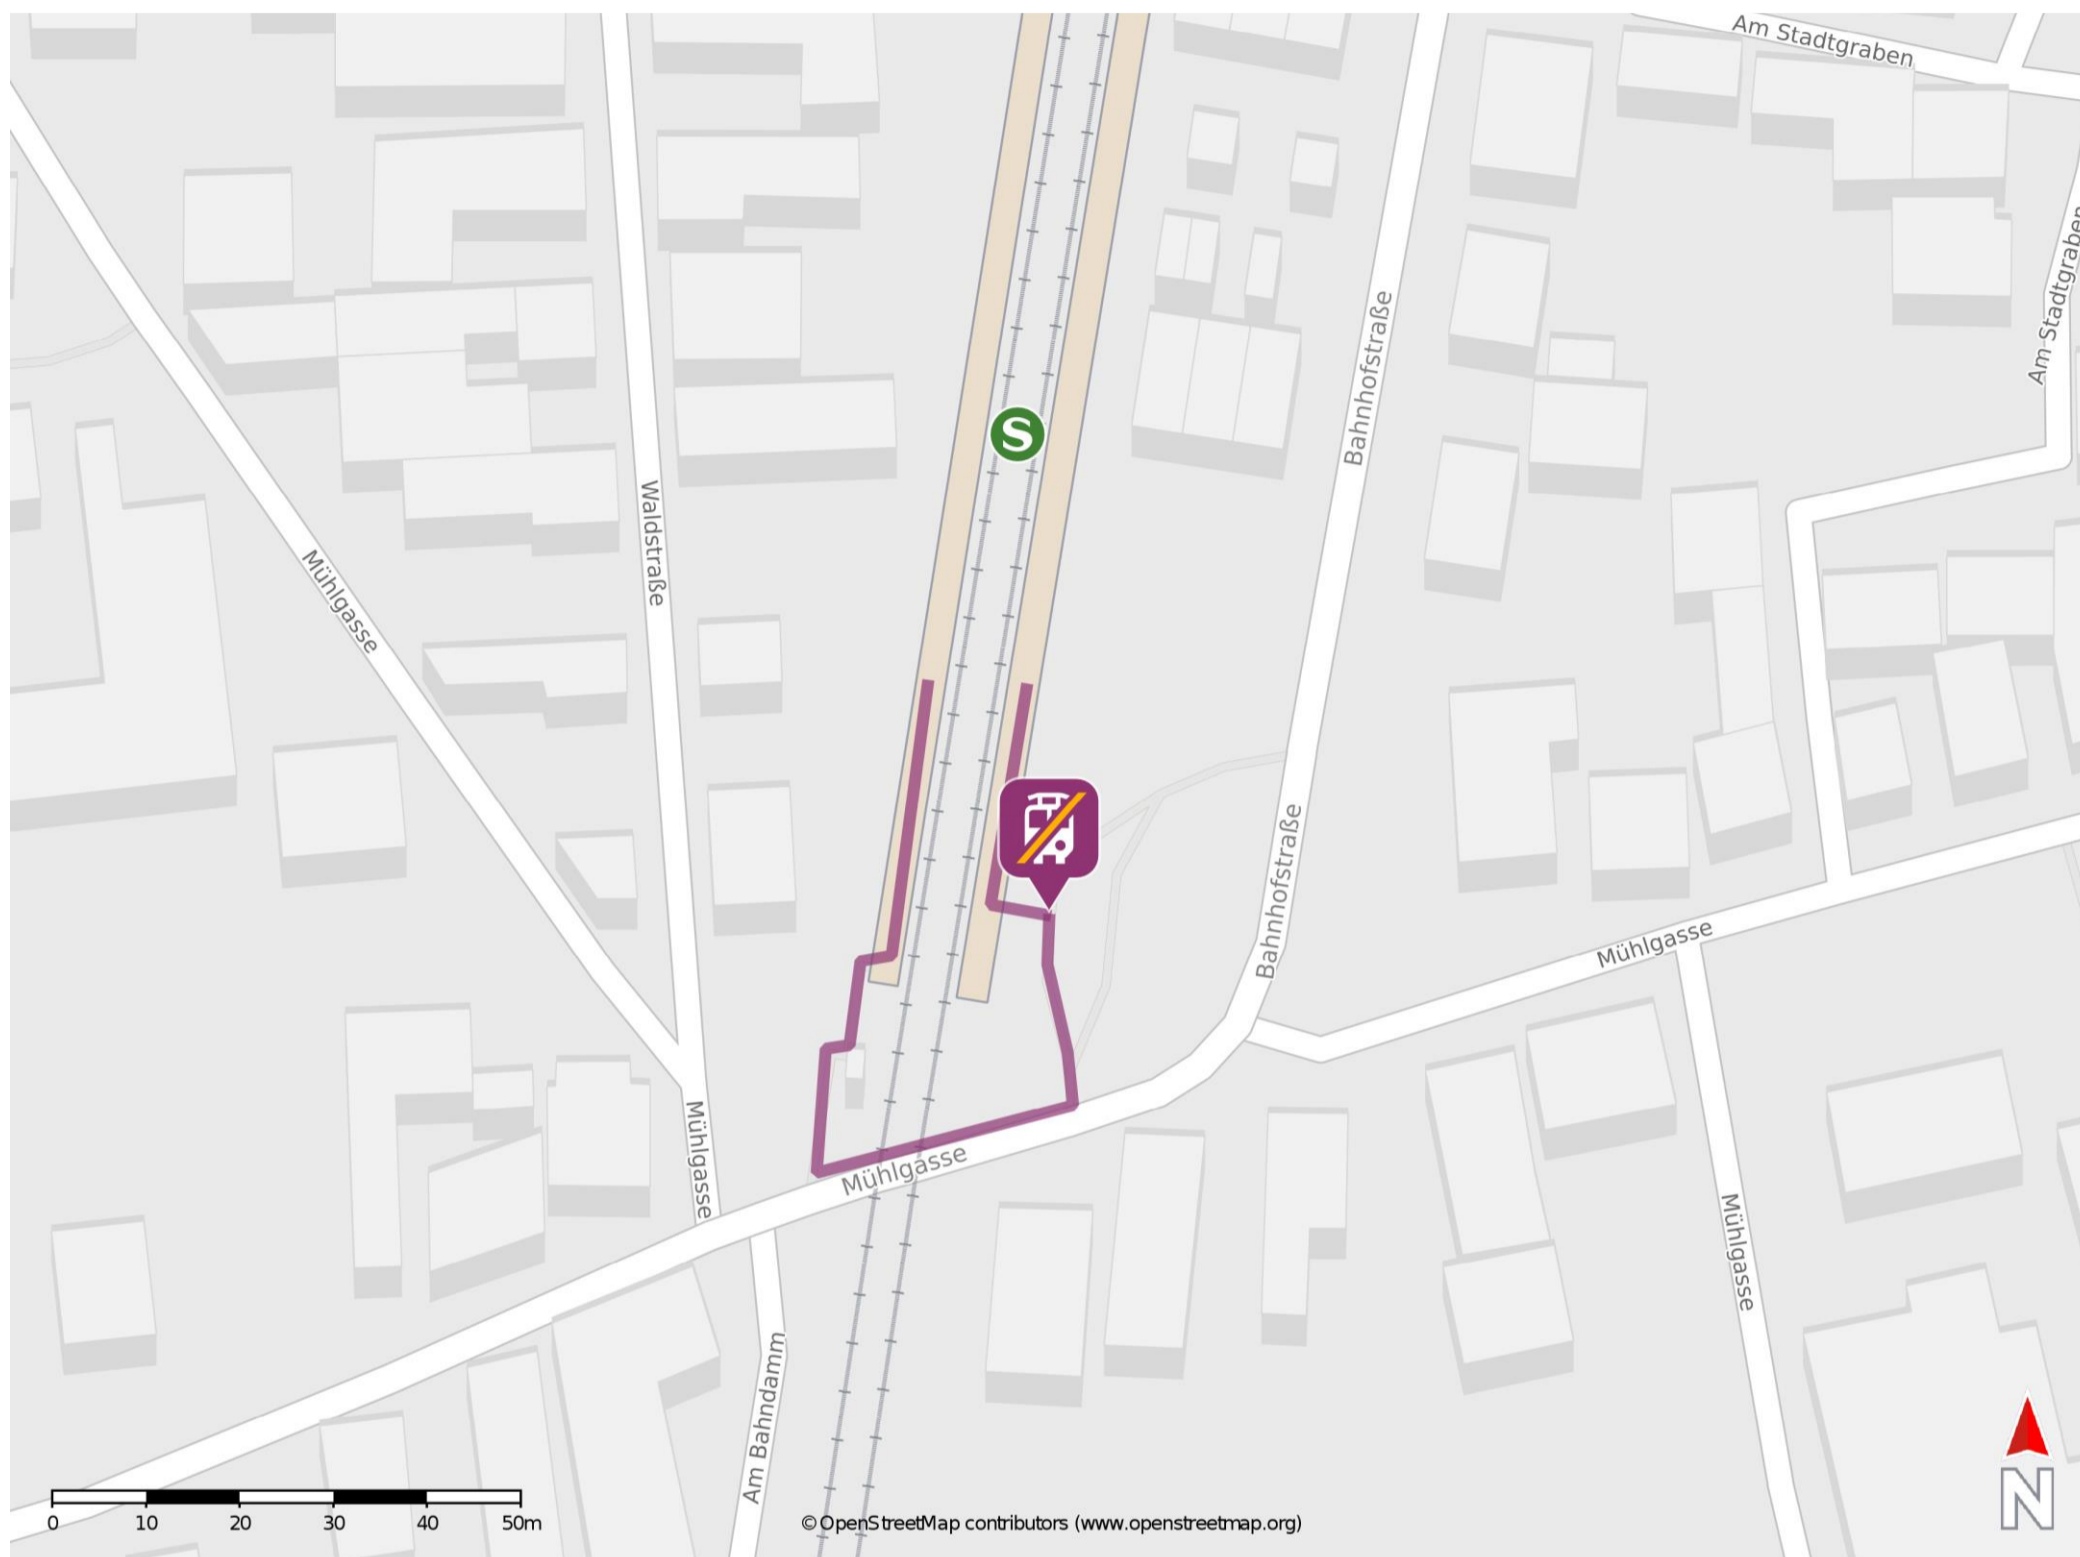 Am Stadtgraben
Am Stadtgraben
Bahnhofstraße
S
Waldstraße
Mühlgasse
Bahnhofstraße
Mühlgasse
Mühlgasse
Mühlgasse
Mühlgasse
Am Bahndamm
0 10 20 30 40 50m
©OpenStreetMap contributors (www.openstreetmap.org)
N